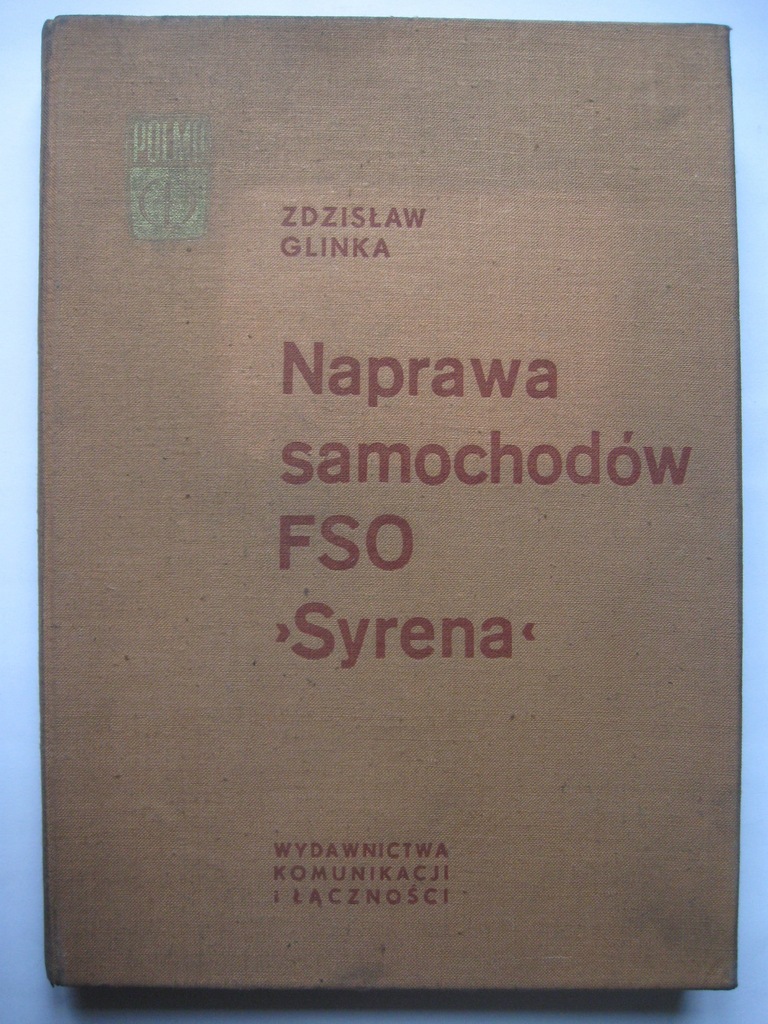 ZDZISŁAW
GLINKA
Naprawa
samochodów
FSO
›Syrena‹
WYDAWNICTWA
KOMUNIKACJI
i ŁĄCZNOŚCI